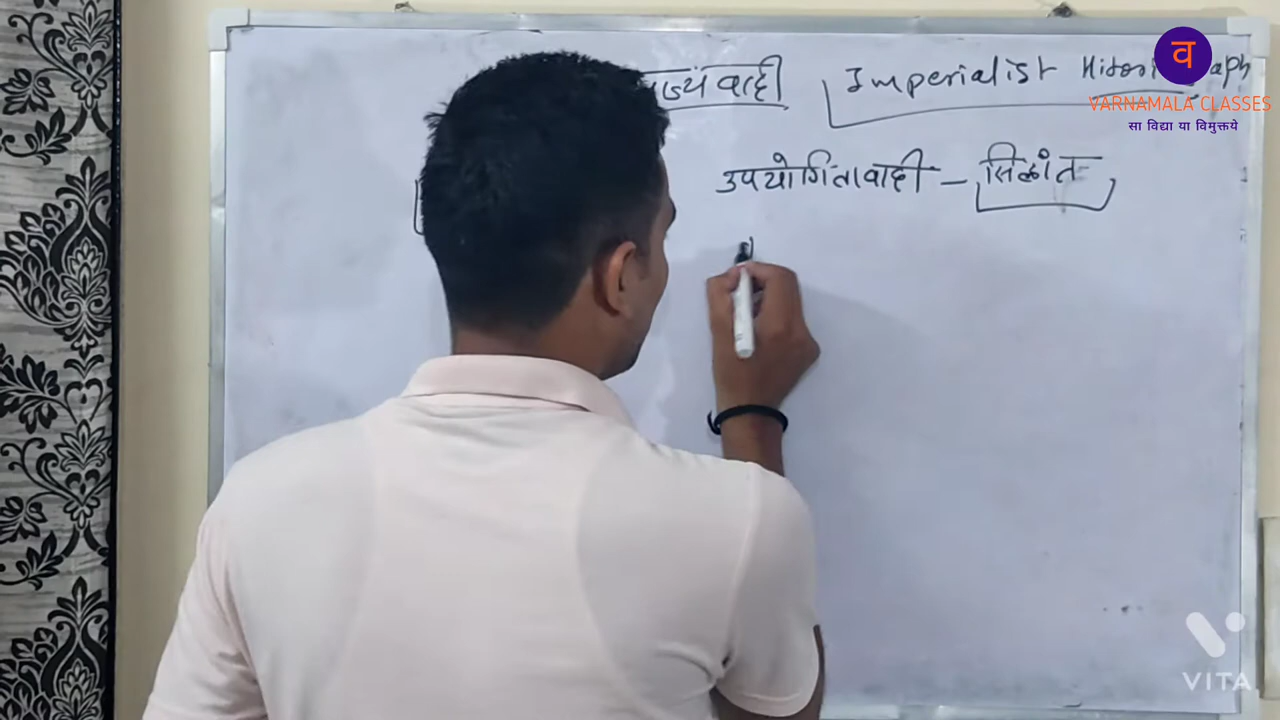 ज्यंवादी Imperialist
व
VARNAMALA CLASSES
सा विद्या या विमुक्तये
उपयोगितावादी – सिद्धांत
VITA